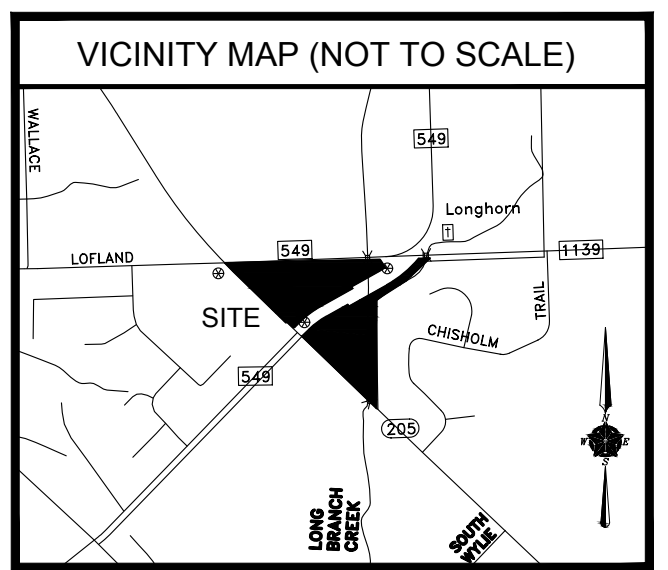 VICINITY MAP (NOT TO SCALE)
WALLACE
549
Longhorn
549
1139
LOFLAND
SITE
TRAIL
CHISHOLM
549
205
N
W E
S
LONG
BRANCH
CREEK
SOUTH
WYLIE